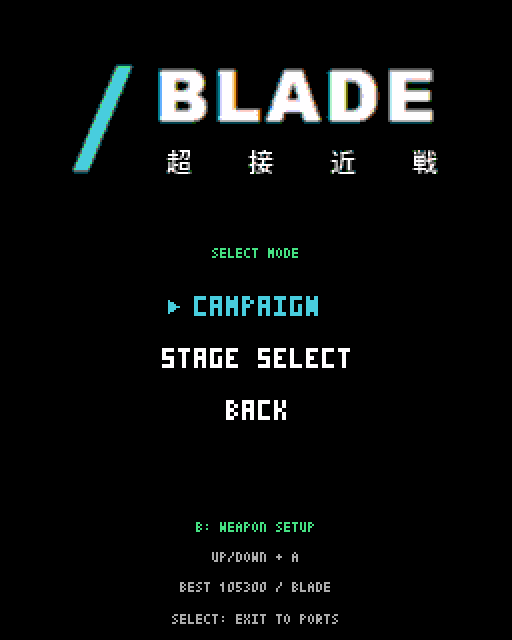 / BLADE
超接近戦
SELECT MODE
▶ CAMPAIGN
STAGE SELECT
BACK
B: WEAPON SETUP
UP/DOWN + A
BEST 105300 / BLADE
SELECT: EXIT TO PORTS